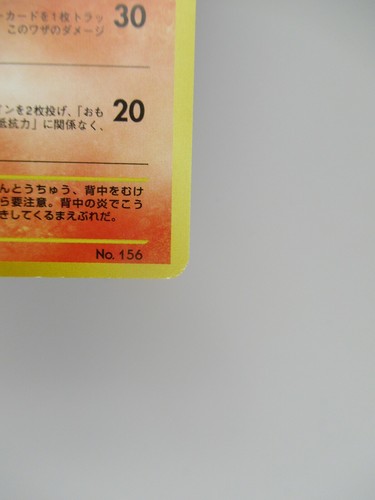 ーカードを1枚トラッ 30
このワザのダメージ
インを2枚投げ、「おも 20
抵抗力」に関係なく、
んとうちゅう、背中をむけ
ら要注意。背中の炎でこう
きしてくるまえぶれだ。
No. 156